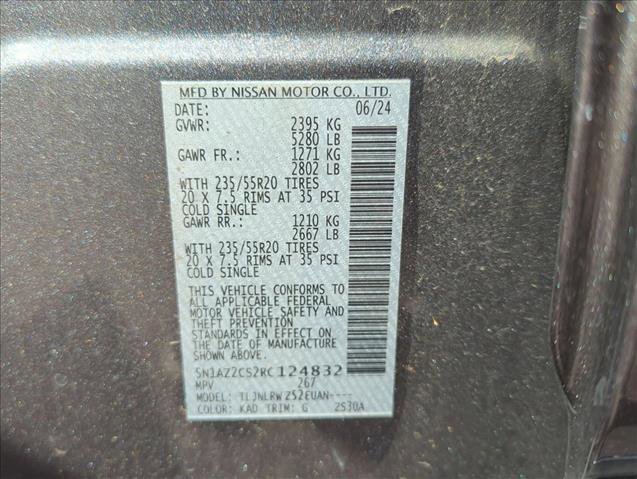 MFD BY NISSAN MOTOR CO., LTD.
DATE: 06/24
GVWR: 2395 KG
5280 LB
GAWR FR.: 1271 KG
2802 LB
WITH 235/55R20 TIRES
20 X 7.5 RIMS AT 35 PSI
COLD SINGLE
GAWR RR.: 1210 KG
2667 LB
WITH 235/55R20 TIRES
20 X 7.5 RIMS AT 35 PSI
COLD SINGLE
THIS VEHICLE CONFORMS TO
ALL APPLICABLE FEDERAL
MOTOR VEHICLE SAFETY AND
THEFT PREVENTION
STANDARDS IN EFFECT ON
THE DATE OF MANUFACTURE
SHOWN ABOVE.
5N1AZ2CS2RC124832
MPV 267
MODEL: TLJNLRWZ52EUAN----
COLOR: KAD TRIM: G 2S30A